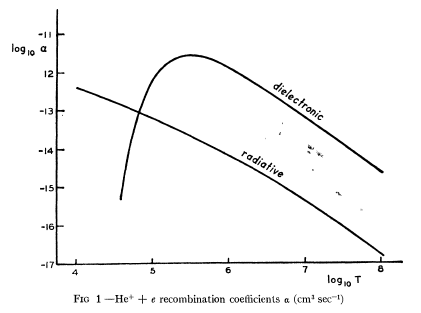 -11
log₁₀ α
12
dielectronic
-13
-14
radiative
-15
-16
-17
4 5 6 7 8
log₁₀ T
FIG 1 —He⁺ + e recombination coefficients α (cm³ sec⁻¹)